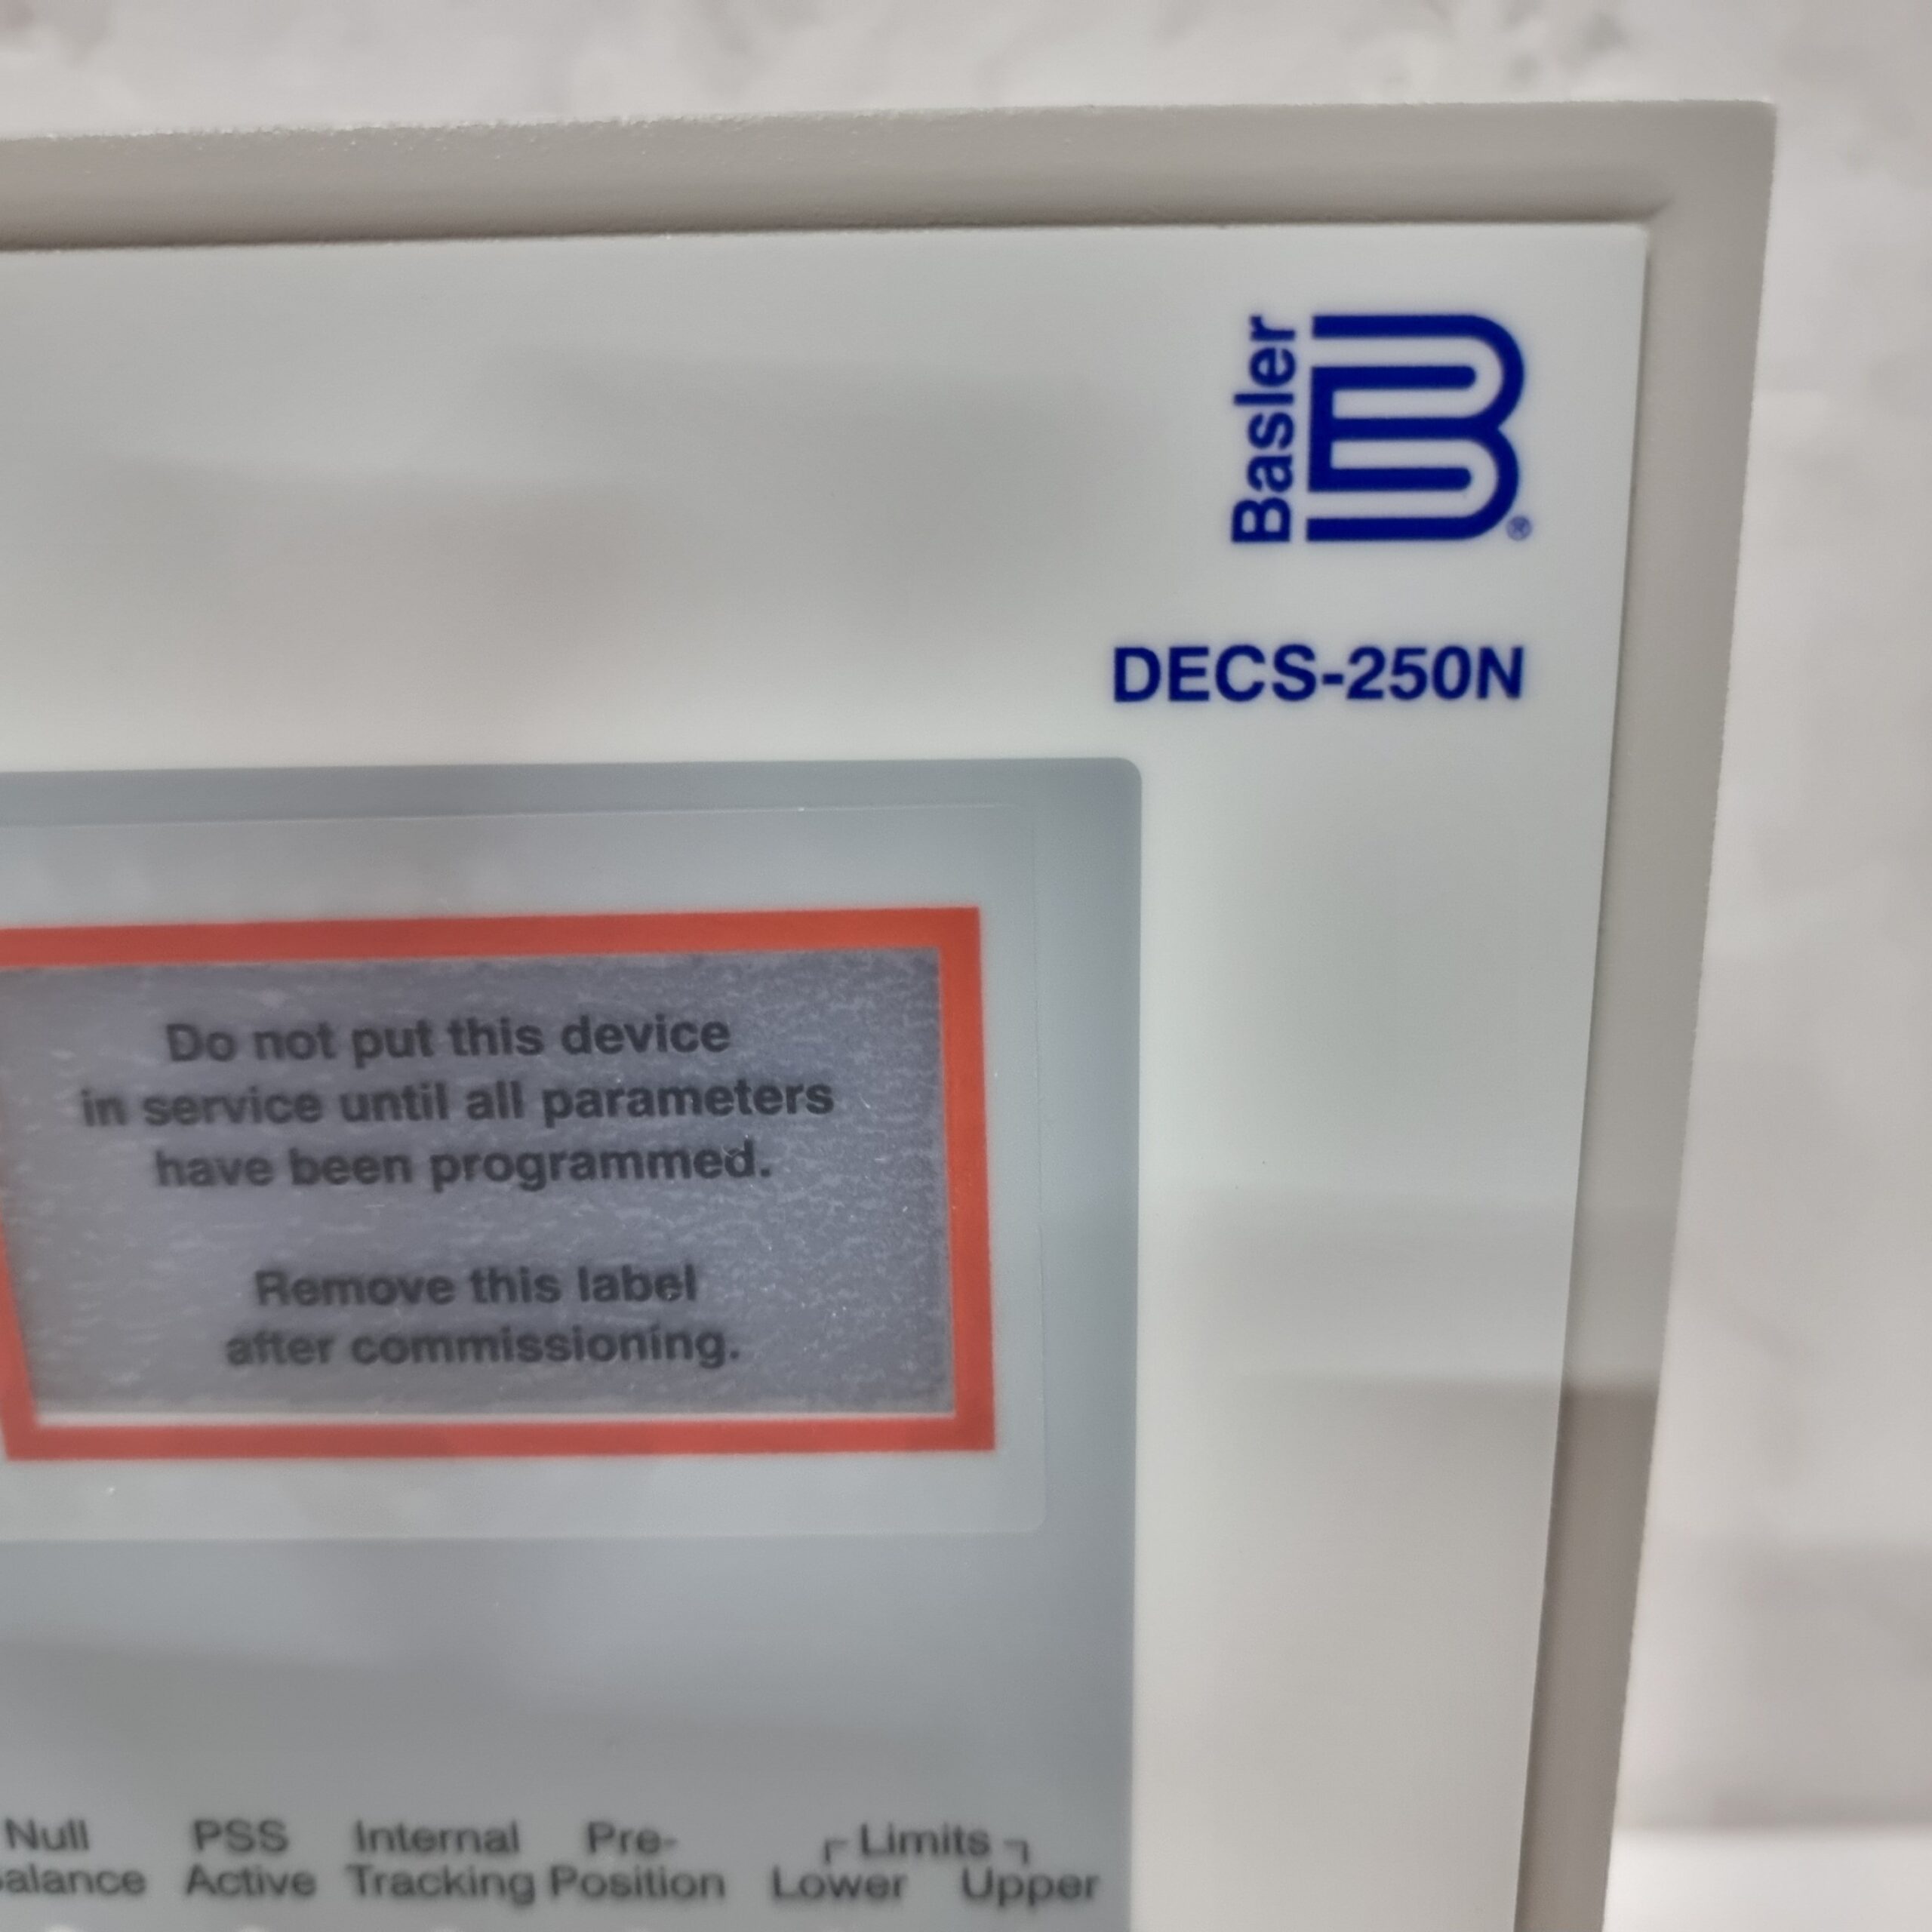 Basler
®
DECS-250N
Do not put this device
in service until all parameters
have been programmed.
Remove this label
after commissioning.
Null PSS Internal Pre- Limits
alance Active Tracking Position Lower Upper